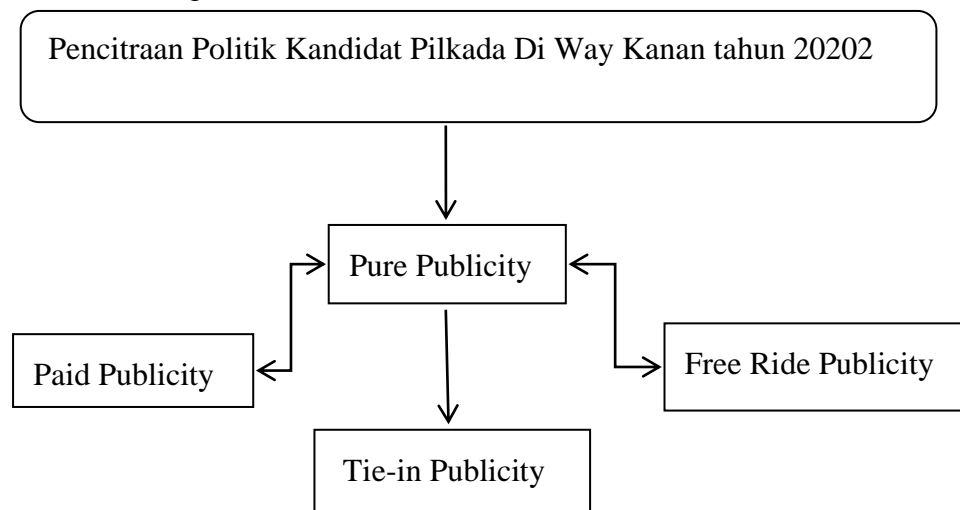 Pencitraan Politik Kandidat Pilkada Di Way Kanan tahun 20202
Pure Publicity
Paid Publicity
Free Ride Publicity
Tie-in Publicity